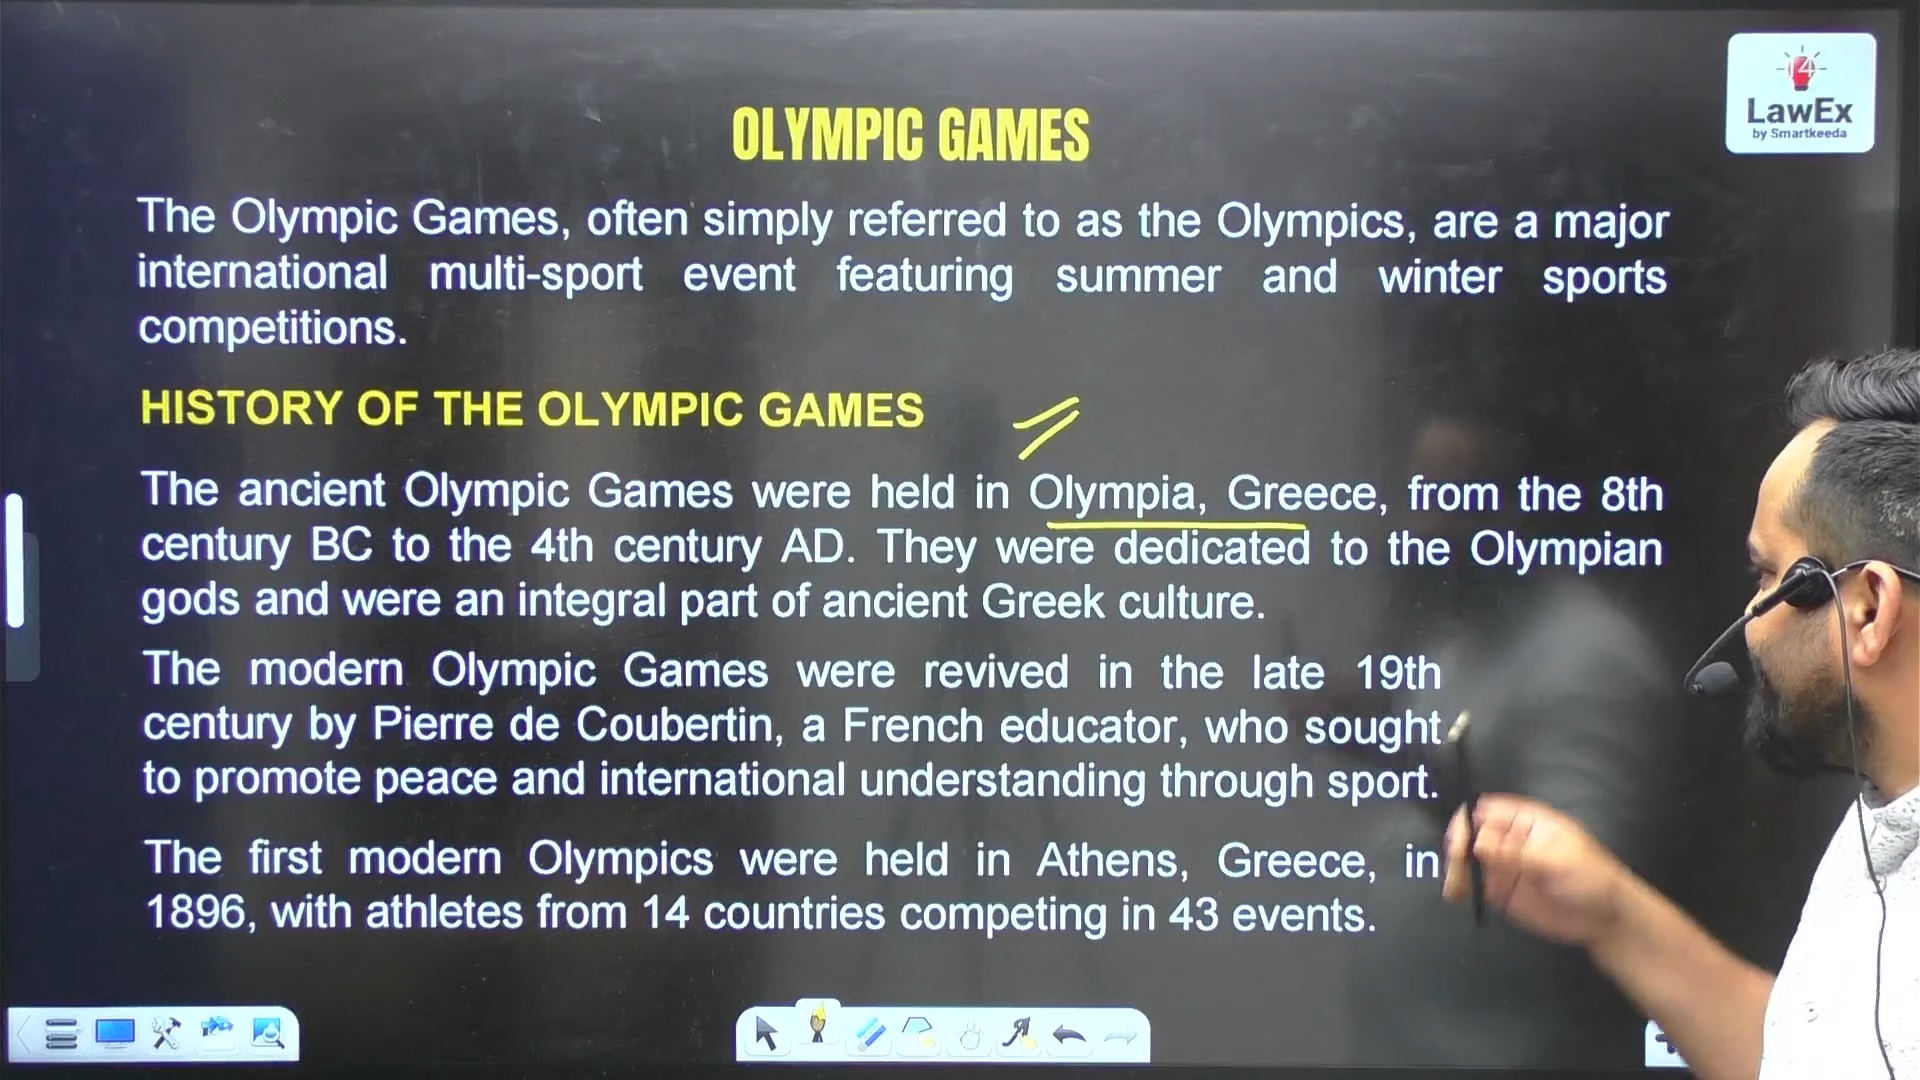 14
LawEx
by Smartkeeda
OLYMPIC GAMES
The Olympic Games, often simply referred to as the Olympics, are a major
international multi-sport event featuring summer and winter sports
competitions.
HISTORY OF THE OLYMPIC GAMES
The ancient Olympic Games were held in Olympia, Greece, from the 8th
century BC to the 4th century AD. They were dedicated to the Olympian
gods and were an integral part of ancient Greek culture.
The modern Olympic Games were revived in the late 19th
century by Pierre de Coubertin, a French educator, who sought
to promote peace and international understanding through sport.
The first modern Olympics were held in Athens, Greece, in
1896, with athletes from 14 countries competing in 43 events.